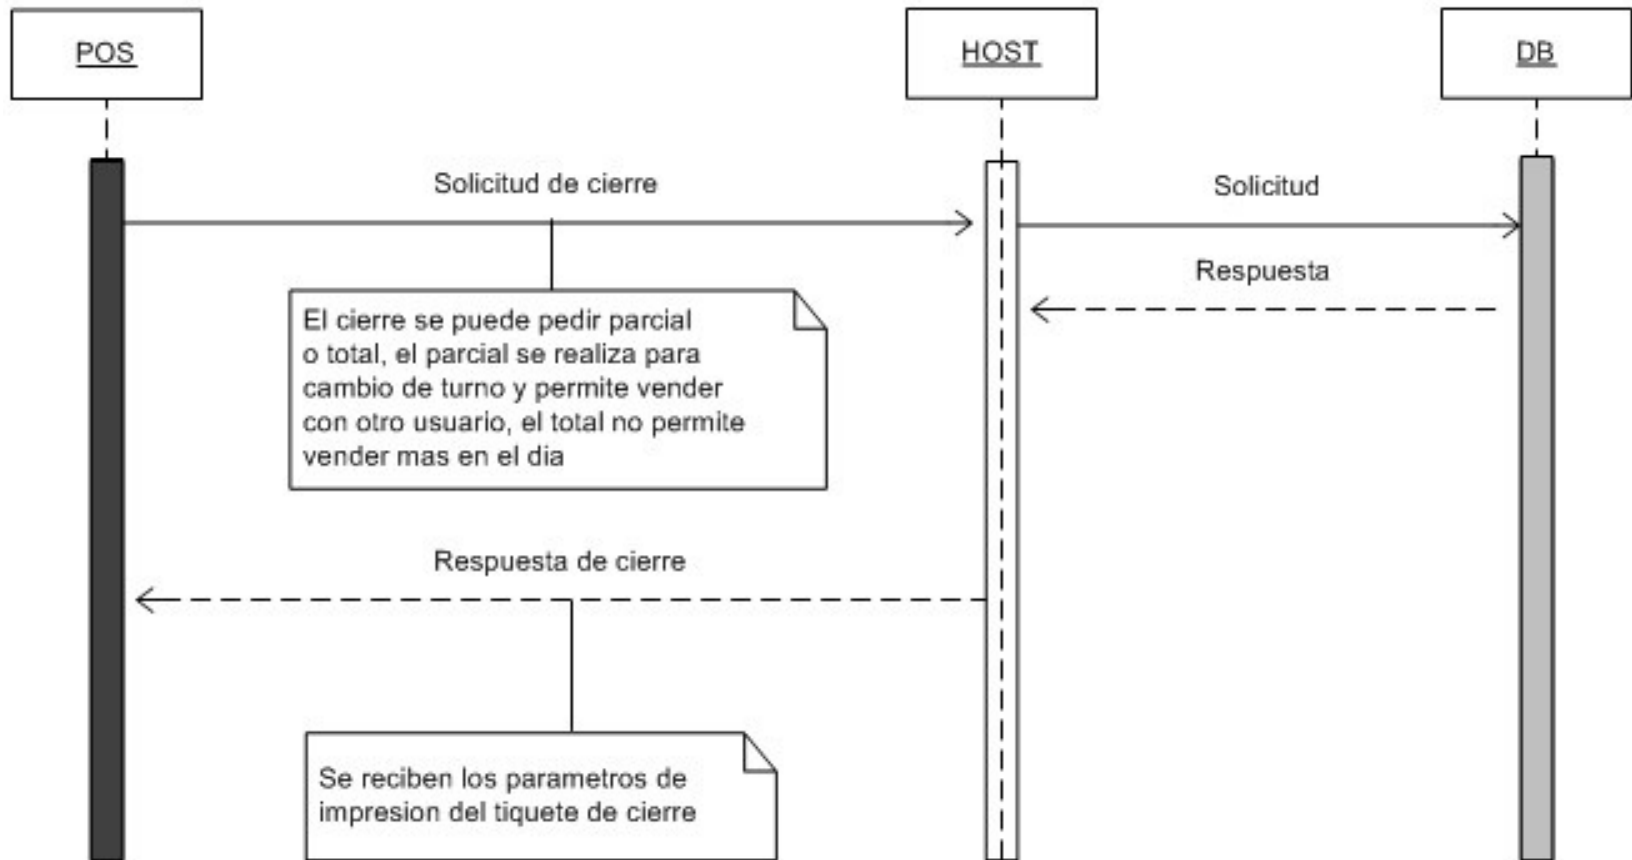 POS
HOST
DB
Solicitud de cierre
Solicitud
Respuesta
El cierre se puede pedir parcial
o total, el parcial se realiza para
cambio de turno y permite vender
con otro usuario, el total no permite
vender mas en el dia
Respuesta de cierre
Se reciben los parametros de
impresion del tiquete de cierre